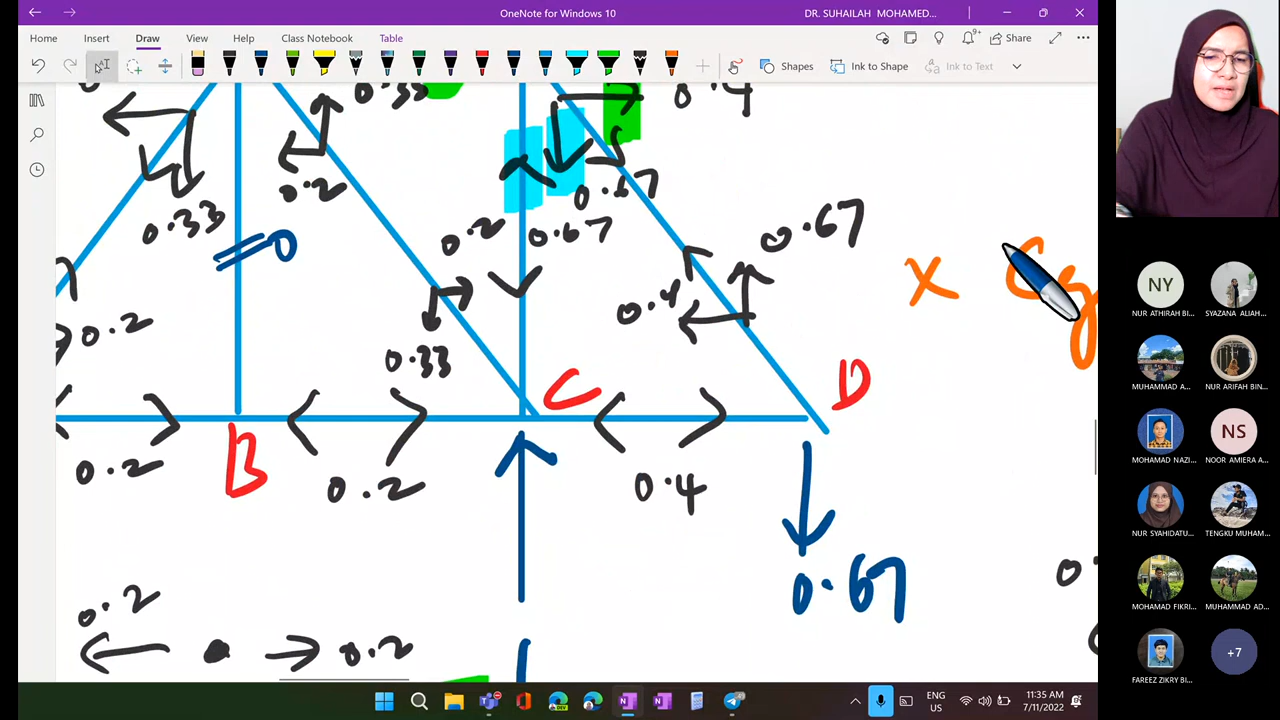 OneNote for Windows 10
DR. SUHAILAH MOHAMED...
Home Insert Draw View Help Class Notebook Table
Share
Shapes
Ink to Shape
Ink to Text
0.33
0.4
0.2
0.67
0.33
0.2
0.67
0.67
0
0.4
x
0.2
0.33
C
D
B
0.2
0.2
0.4
0.67
0.2
0.2
NY
NUR ATHIRAH BI...
SYAZANA ALIAH...
MUHAMMAD A...
NUR ARIFAH BIN...
NS
MOHAMAD NAZI...
NOOR AMIERA A...
NUR SYAHIDATU...
TENGKU MUHAM...
MOHAMAD FIKRI...
MUHAMMAD AD...
+7
FAREEZ ZIKRY BI...
ENG
US
11:35 AM
7/11/2022